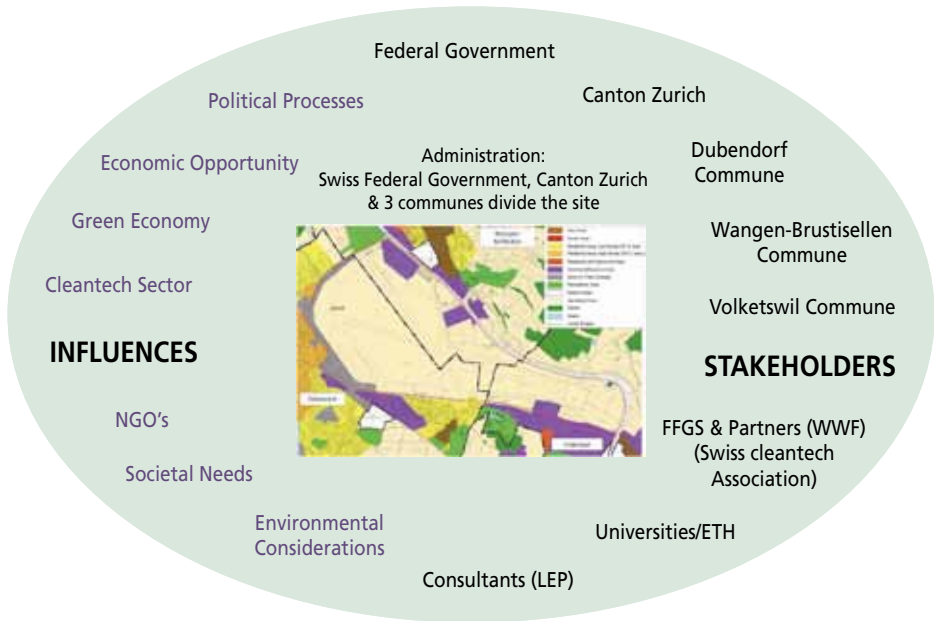 Federal Government
Political Processes
Canton Zurich
Economic Opportunity
Administration:
Swiss Federal Government, Canton Zurich
& 3 communes divide the site
Dubendorf
Commune
Green Economy
Wangen-Brustisellen
Commune
Cleantech Sector
Volketswil Commune
INFLUENCES
STAKEHOLDERS
NGO's
FFGS & Partners (WWF)
(Swiss cleantech
Association)
Societal Needs
Environmental
Considerations
Universities/ETH
Consultants (LEP)